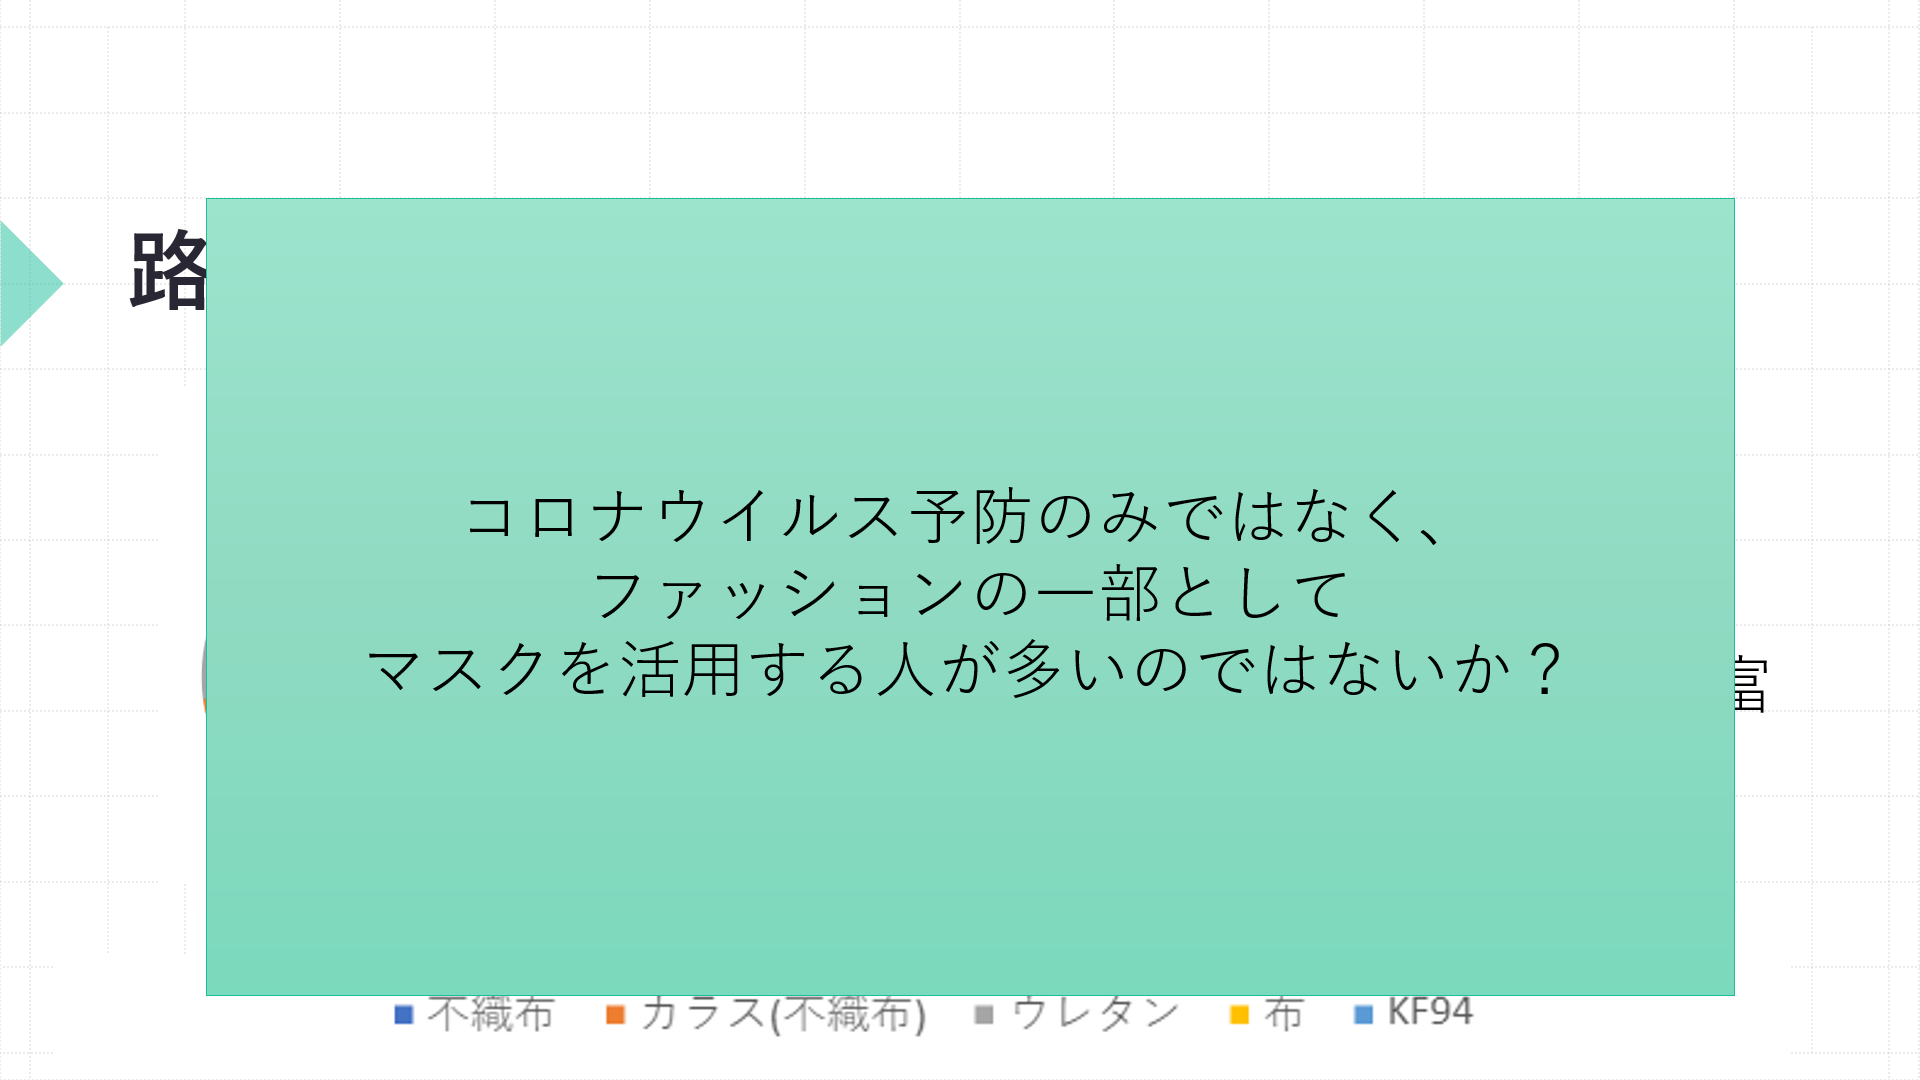 路
コロナウイルス予防のみではなく、
ファッションの一部として
マスクを活用する人が多いのではないか？
富
不織布 カラス(不織布) ウレタン 布 KF94